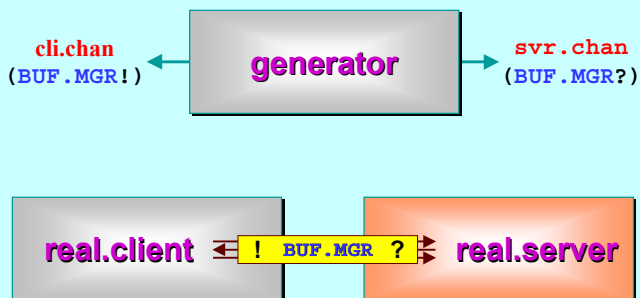 cli.chan
(BUF.MGR!)
generator
svr.chan
(BUF.MGR?)
real.client
! BUF.MGR ?
real.server